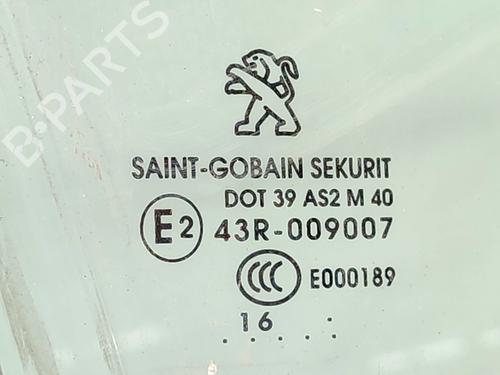 B-PARTS
SAINT-GOBAIN SEKURIT
DOT 39 AS2 M 40
E2 43R-009007
CCC E000189
16